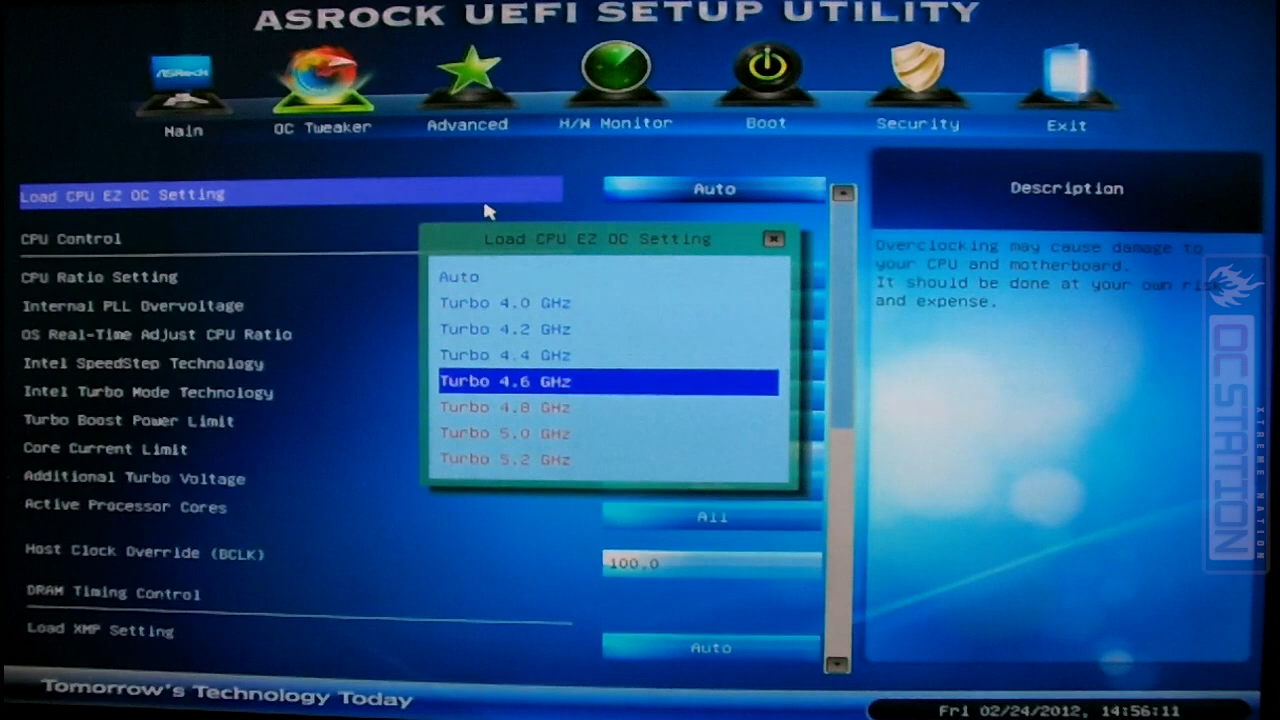 ASROCK UEFI SETUP UTILITY
ASRock
Main
OC Tweaker
Advanced
H/W Monitor
Boot
Security
Exit
Load CPU EZ OC Setting
Auto
CPU Control
CPU Ratio Setting
Internal PLL Overvoltage
OS Real-Time Adjust CPU Ratio
Intel SpeedStep Technology
Intel Turbo Mode Technology
Turbo Boost Power Limit
Core Current Limit
Additional Turbo Voltage
Active Processor Cores
All
Host Clock Override (BCLK)
100.0
DRAM Timing Control
Load XMP Setting
Auto
Load CPU EZ OC Setting
Auto
Turbo 4.0 GHz
Turbo 4.2 GHz
Turbo 4.4 GHz
Turbo 4.6 GHz
Turbo 4.8 GHz
Turbo 5.0 GHz
Turbo 5.2 GHz
Description
Overclocking may cause damage to
your CPU and motherboard.
It should be done at your own risk
and expense.
OCSTATION
XTREME NATION
Tomorrow's Technology Today
Fri 02/24/2012, 14:56:11